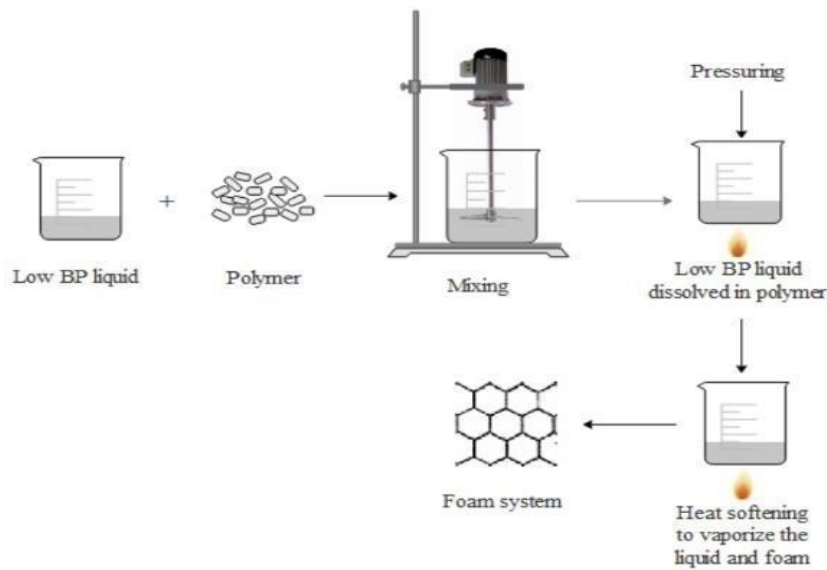 Pressuring
+
Low BP liquid
Polymer
Mixing
Low BP liquid
dissolved in polymer
Foam system
Heat softening
to vaporize the
liquid and foam